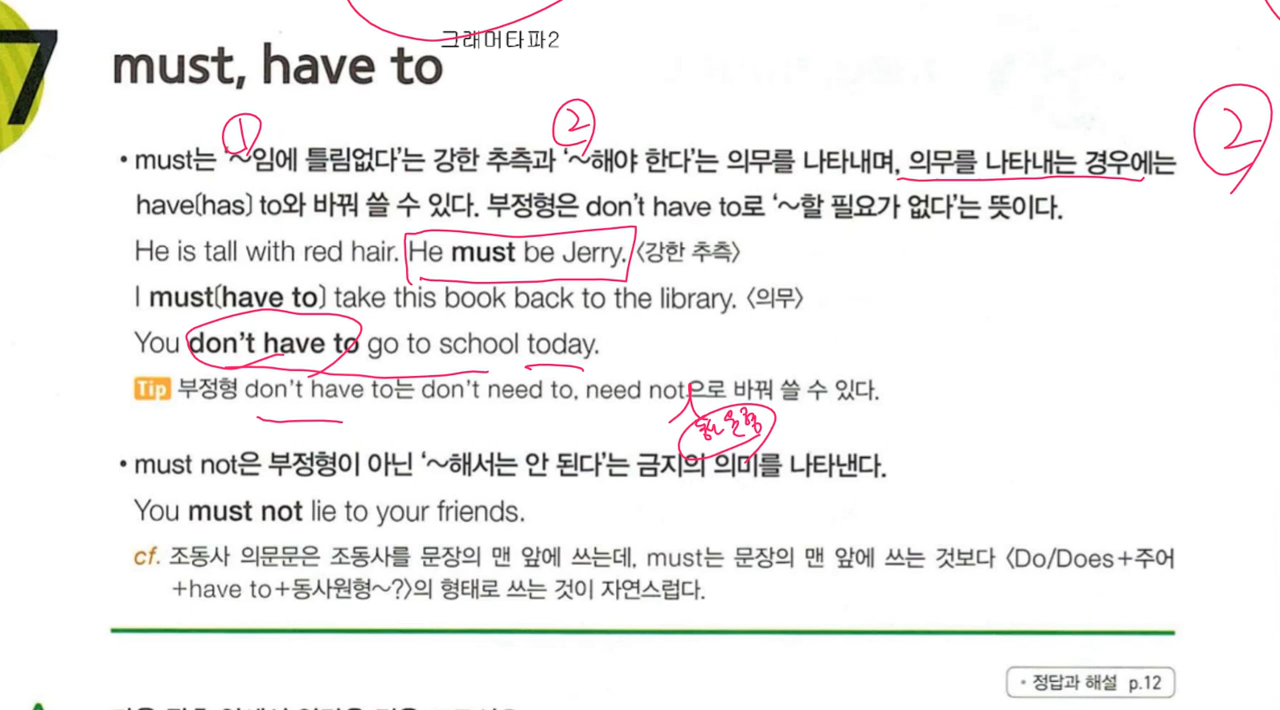 7
그래머타파2
must, have to
① ②
• must는 '~임에 틀림없다'는 강한 추측과 '~해야 한다'는 의무를 나타내며, 의무를 나타내는 경우에는
②
have(has) to와 바꿔 쓸 수 있다. 부정형은 don't have to로 '~할 필요가 없다'는 뜻이다.
He is tall with red hair. He must be Jerry. 〈강한 추측〉
I must(have to) take this book back to the library. 〈의무〉
You don't have to go to school today.
Tip 부정형 don't have to는 don't need to, need not으로 바꿔 쓸 수 있다.
• must not은 부정형이 아닌 '~해서는 안 된다'는 금지의 의미를 나타낸다.
You must not lie to your friends.
cf. 조동사 의문문은 조동사를 문장의 맨 앞에 쓰는데, must는 문장의 맨 앞에 쓰는 것보다 〈Do/Does+주어
+have to+동사원형~?〉의 형태로 쓰는 것이 자연스럽다.
• 정답과 해설 p.12